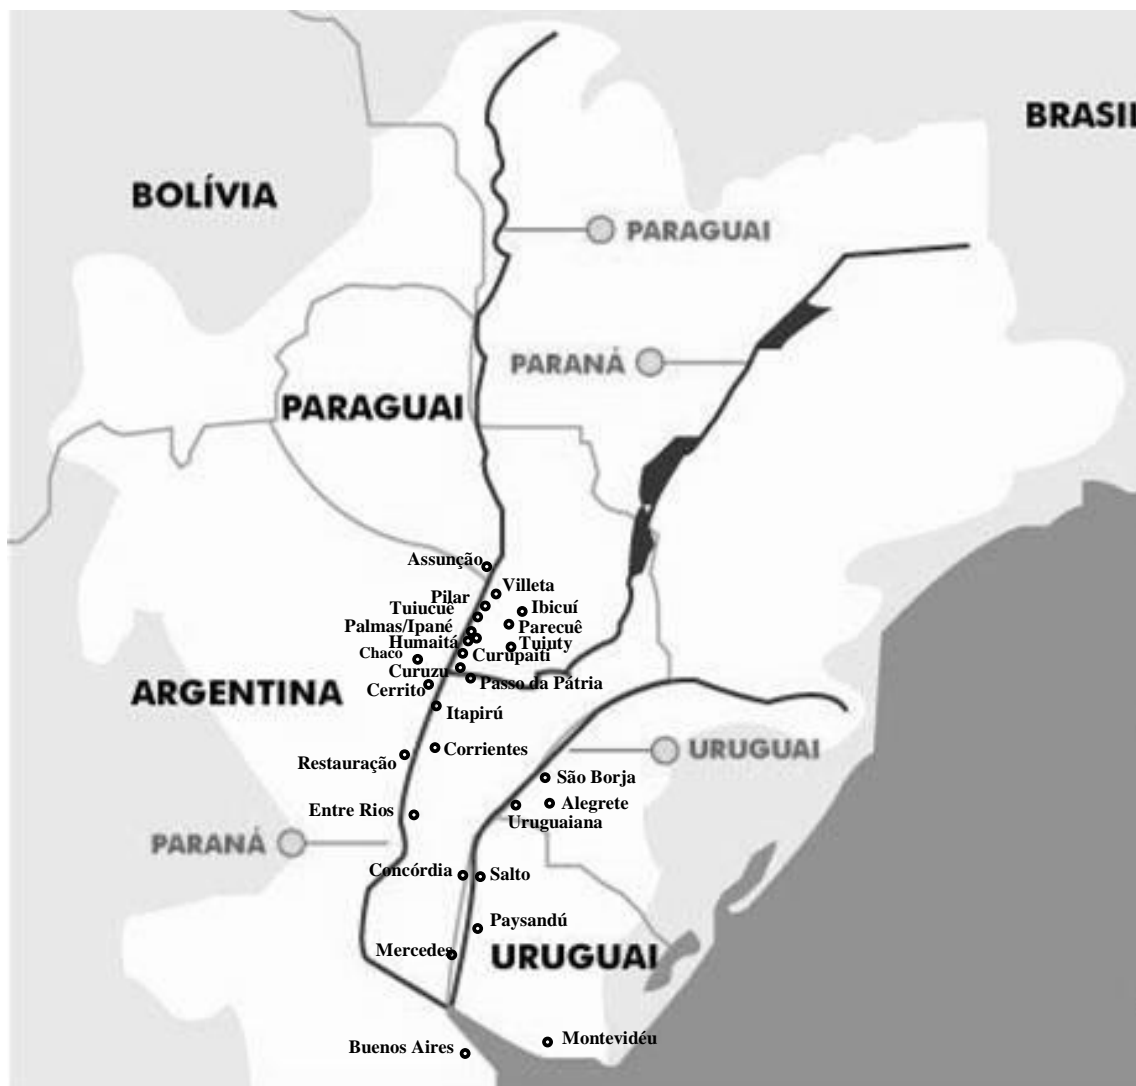 BRASIL
BOLÍVIA
PARAGUAI
PARANÁ
PARAGUAI
Assunção
Villeta
Pilar
Ibicuí
Tuiucuê
Parecuê
Palmas/Ipané
Humaitá
Tuiuty
Chaco
Curupaiti
Curuzu
Passo da Pátria
Cerrito
ARGENTINA
Itapirú
Corrientes
Restauração
URUGUAI
São Borja
Alegrete
Uruguaiana
Entre Rios
PARANÁ
Concórdia
Salto
Paysandú
Mercedes
URUGUAI
Montevidéu
Buenos Aires